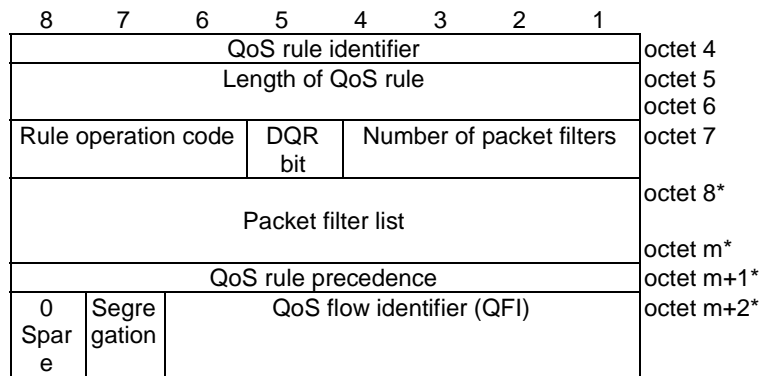 8 7 6 5 4 3 2 1
QoS rule identifier octet 4
Length of QoS rule octet 5
octet 6
Rule operation code DQR bit Number of packet filters octet 7
octet 8*
Packet filter list
octet m*
QoS rule precedence octet m+1*
0 Segre QoS flow identifier (QFI) octet m+2*
Spar gation
e